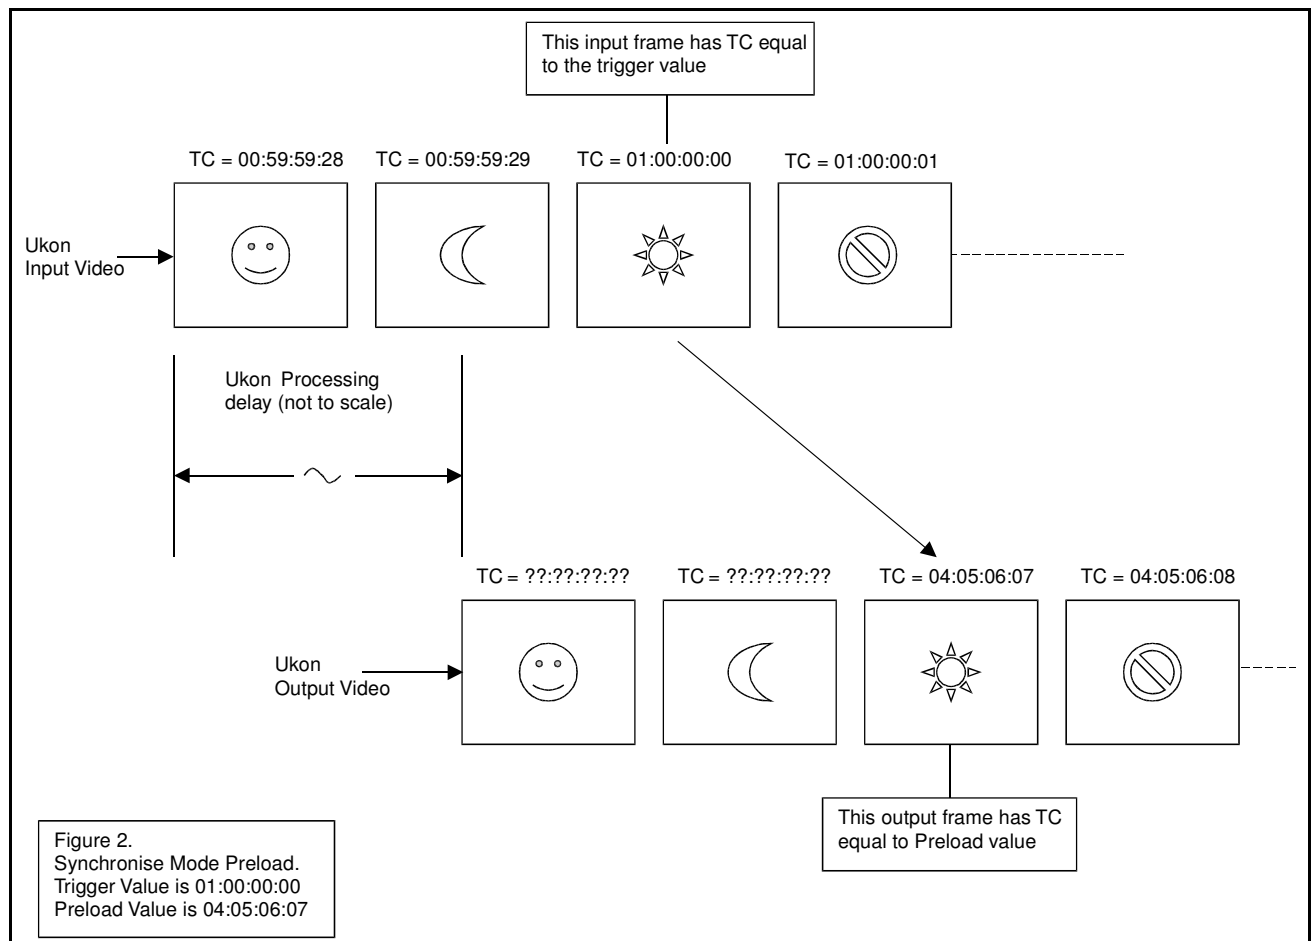 This input frame has TC equal
to the trigger value
TC = 00:59:59:28
TC = 00:59:59:29
TC = 01:00:00:00
TC = 01:00:00:01
Ukon
Input Video
Ukon Processing
delay (not to scale)
TC = ??:??:??:??
TC = ??:??:??:??
TC = 04:05:06:07
TC = 04:05:06:08
Ukon
Output Video
This output frame has TC
equal to Preload value
Figure 2.
Synchronise Mode Preload.
Trigger Value is 01:00:00:00
Preload Value is 04:05:06:07